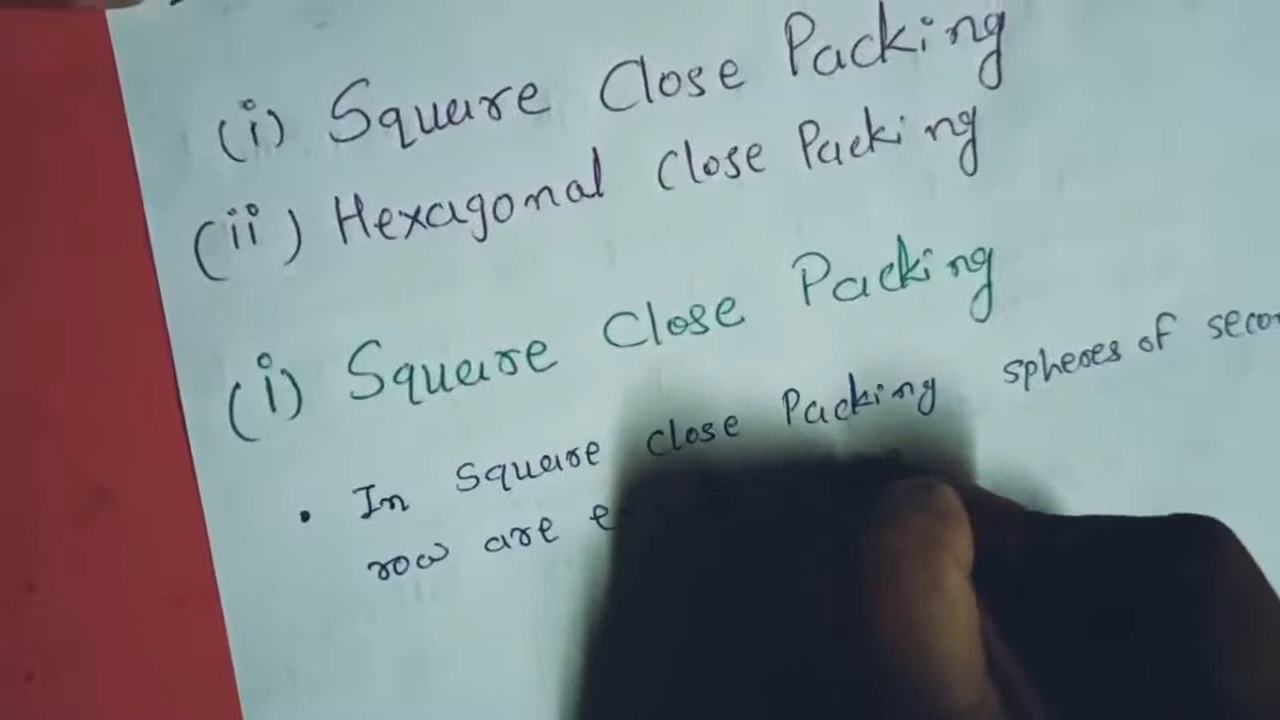 (i) Square Close Packing
(ii) Hexagonal Close Packing
(i) Square Close Packing
• In square close Packing spheres of
row are